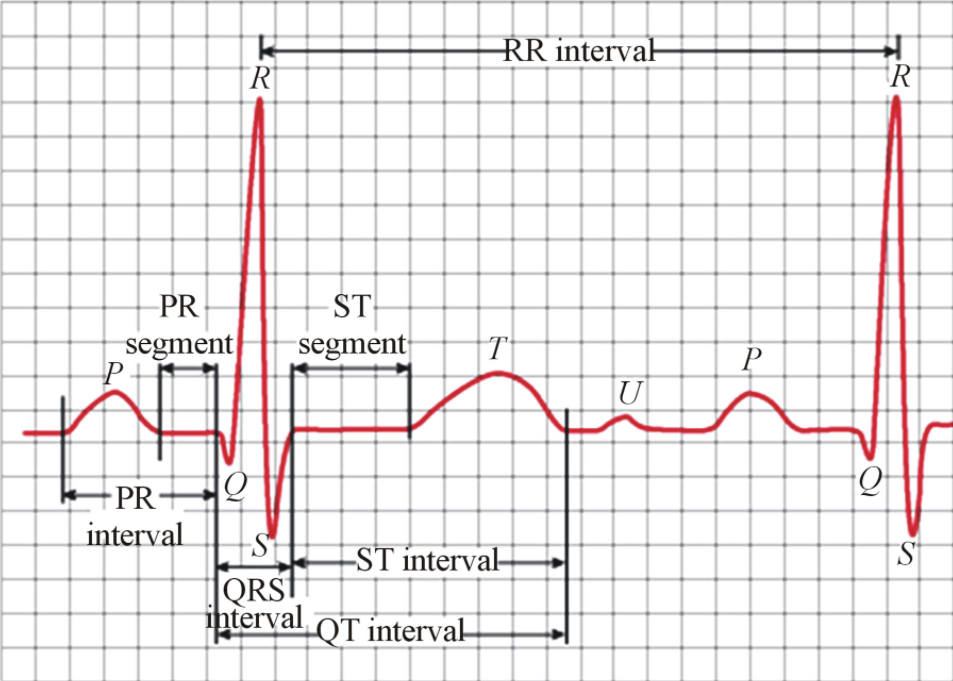 RR interval
R
R
PR
segment
ST
segment
P
T
U
P
Q
Q
PR
interval
S
S
ST interval
QRS
interval
QT interval